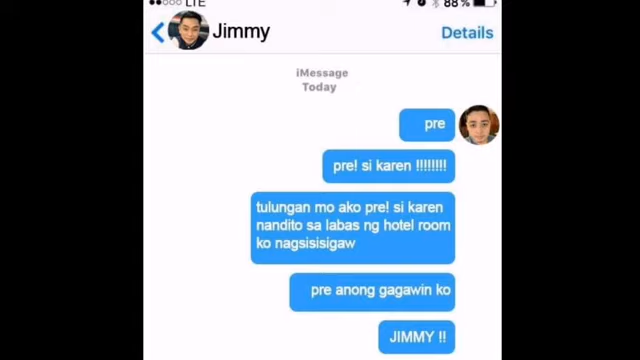 LTE
88%
Jimmy
Details
iMessage
Today
pre
pre! si karen !!!!!!!!
tulungan mo ako pre! si karen
nandito sa labas ng hotel room
ko nagsisisigaw
pre anong gagawin ko
JIMMY !!